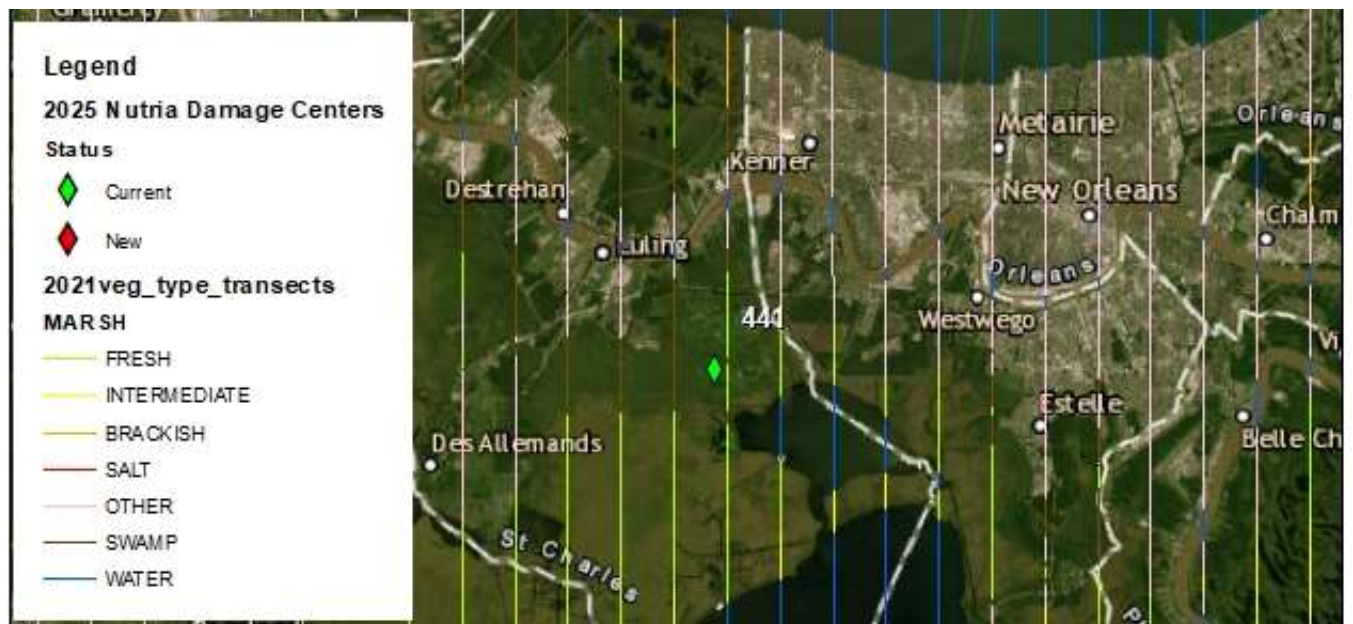 Legend
2025 Nutria Damage Centers
Status
Current
New
2021veg_type_transects
MARSH
FRESH
INTERMEDIATE
BRACKISH
SALT
OTHER
SWAMP
WATER
Orleans
Metairie
Kenner
Destrehan
New Orleans
Chalm
Luling
Orleans
441
Westwego
Vi
Estelle
Des Allemands
Belle Ch
St Charles